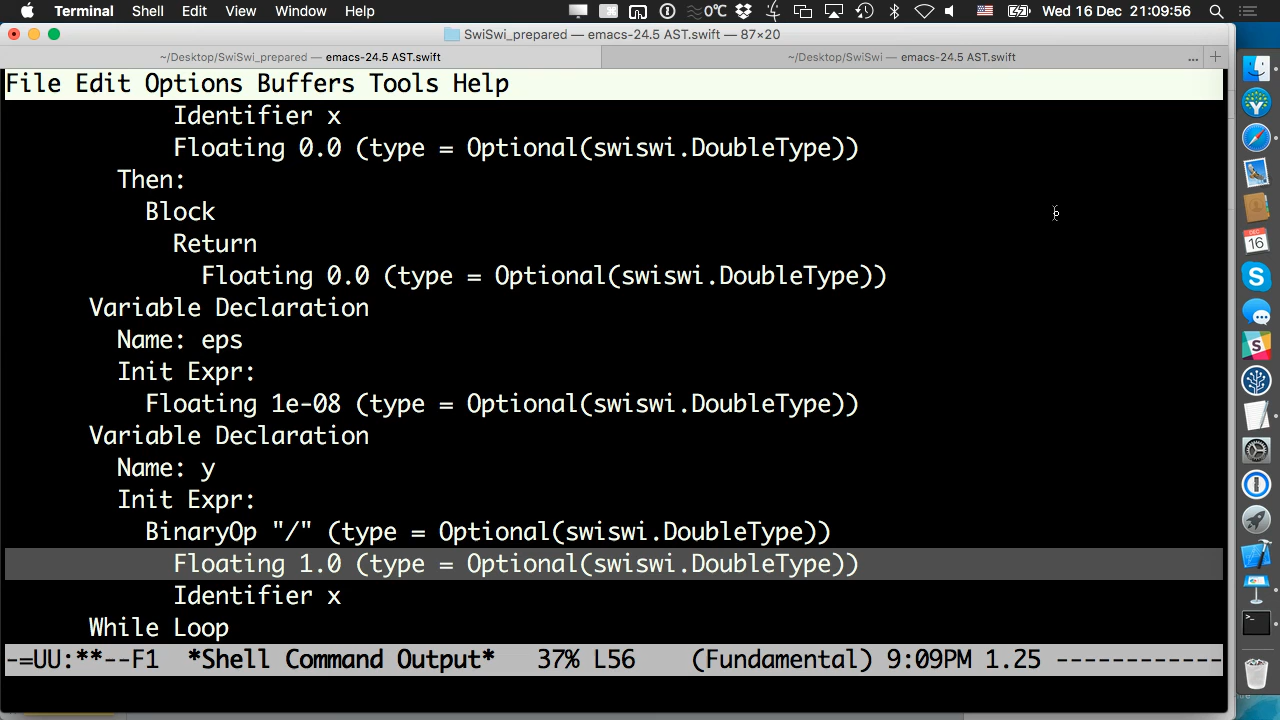 Terminal Shell Edit View Window Help 0°C Wed 16 Dec 21:09:56
SwiSwi_prepared — emacs-24.5 AST.swift — 87×20
~/Desktop/SwiSwi_prepared — emacs-24.5 AST.swift ~/Desktop/SwiSwi — emacs-24.5 AST.swift ... +
File Edit Options Buffers Tools Help
Identifier x
Floating 0.0 (type = Optional(swiswi.DoubleType))
Then:
Block
Return
Floating 0.0 (type = Optional(swiswi.DoubleType))
Variable Declaration
Name: eps
Init Expr:
Floating 1e-08 (type = Optional(swiswi.DoubleType))
Variable Declaration
Name: y
Init Expr:
BinaryOp "/" (type = Optional(swiswi.DoubleType))
Floating 1.0 (type = Optional(swiswi.DoubleType))
Identifier x
While Loop
-=UU:**--F1 *Shell Command Output* 37% L56 (Fundamental) 9:09PM 1.25 ------------
DEC
16